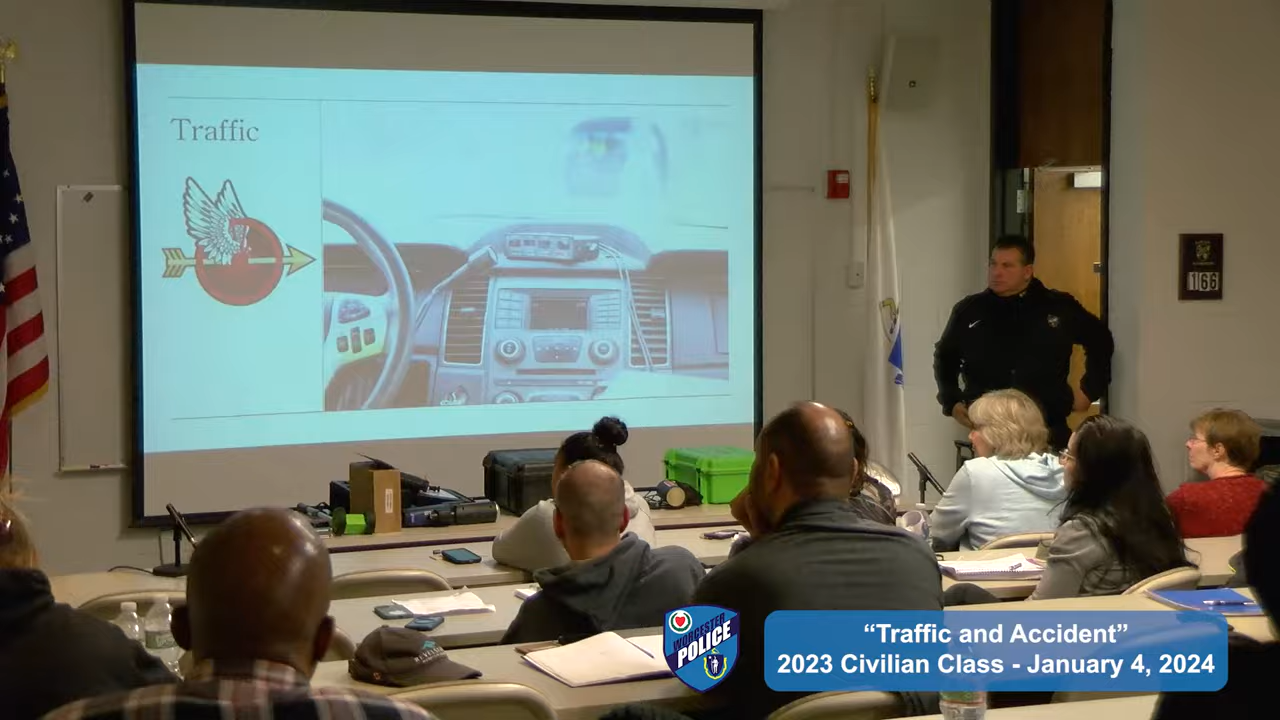 Traffic
166
WORCESTER
POLICE
“Traffic and Accident”
2023 Civilian Class - January 4, 2024